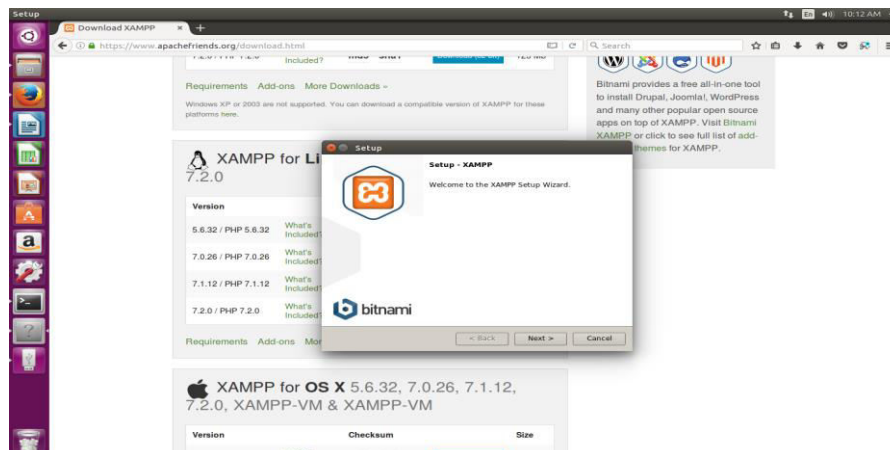 Setup
En
10:12 AM
Download XAMPP
https://www.apachefriends.org/download.html
Search
Included?
Requirements Add-ons More Downloads »
Windows XP or 2003 are not supported. You can download a compatible version of XAMPP for these
platforms here.
Bitnami provides a free all-in-one tool
to install Drupal, Joomla!, WordPress
and many other popular open source
apps on top of XAMPP. Visit Bitnami
XAMPP or click to see full list of add-
themes for XAMPP.
XAMPP for Li
7.2.0
Version
5.6.32 / PHP 5.6.32 What's Included?
7.0.26 / PHP 7.0.26 What's Included?
7.1.12 / PHP 7.1.12 What's Included?
7.2.0 / PHP 7.2.0 What's Included?
Requirements Add-ons Mor
Setup
Setup - XAMPP
Welcome to the XAMPP Setup Wizard.
bitnami
< Back Next > Cancel
XAMPP for OS X 5.6.32, 7.0.26, 7.1.12,
7.2.0, XAMPP-VM & XAMPP-VM
Version Checksum Size